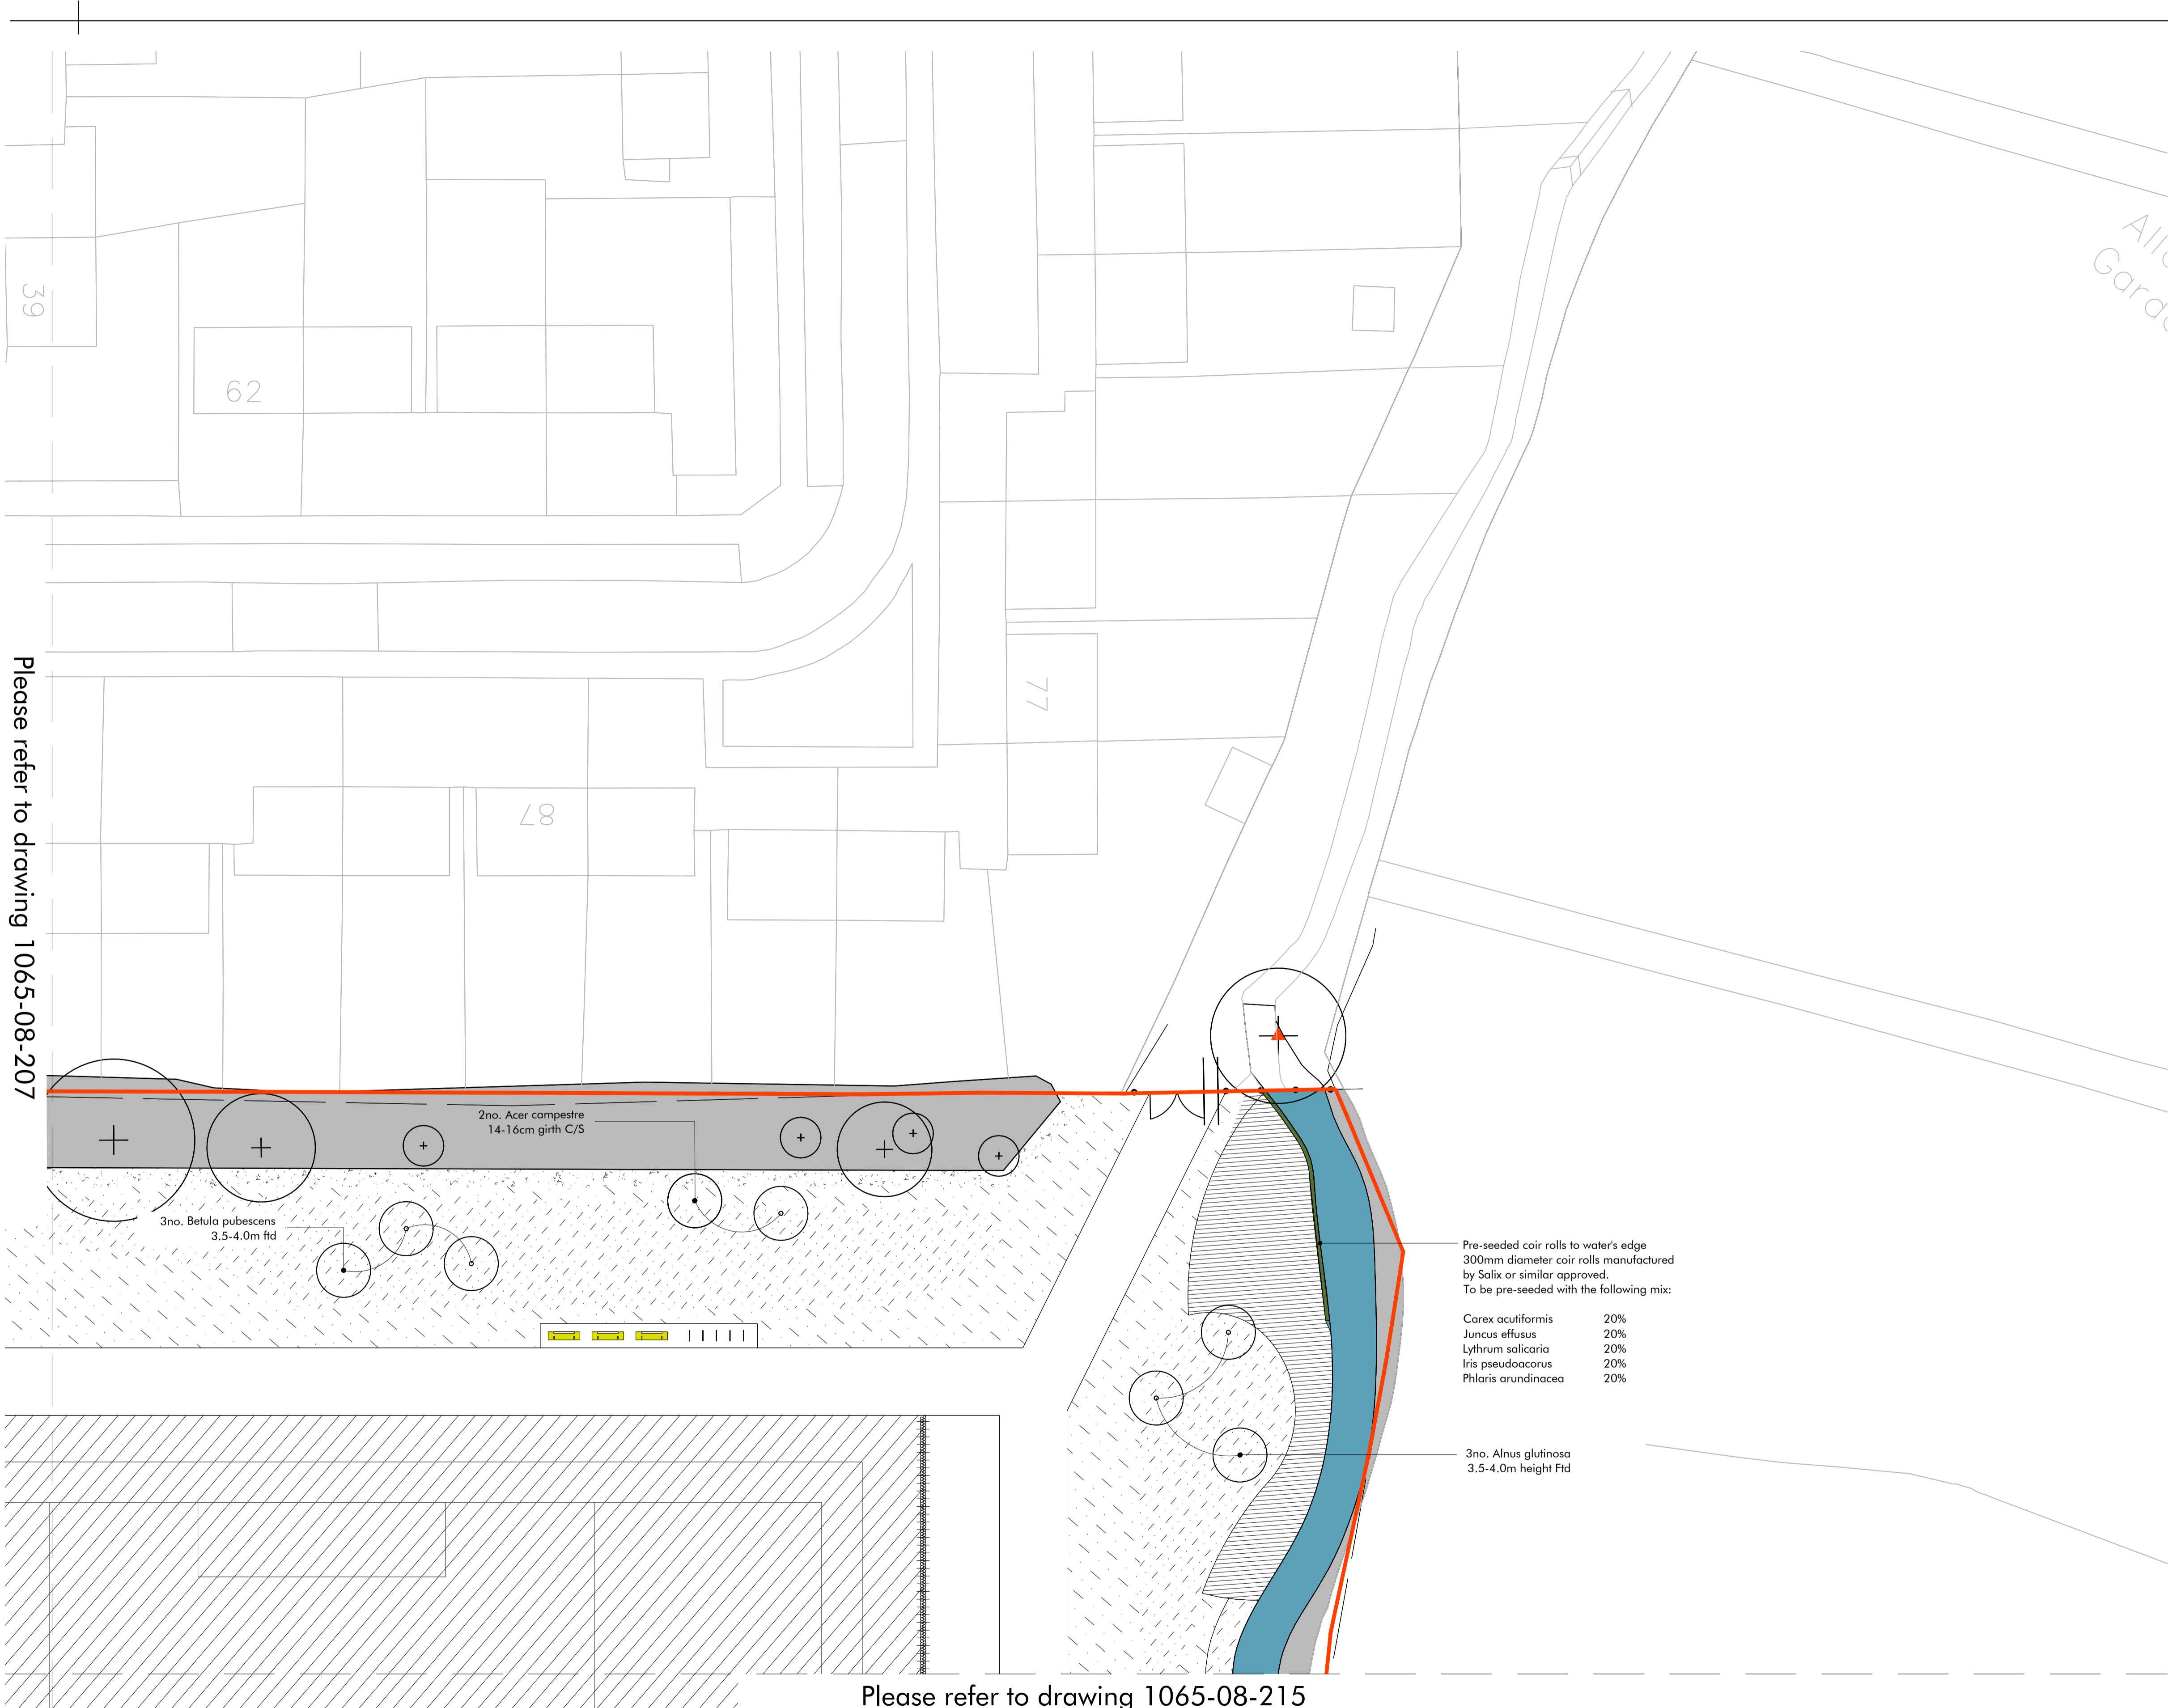 39
62
77
87
Please refer to drawing 1065-08-207
2no. Acer campestre
14-16cm girth C/S
3no. Betula pubescens
3.5-4.0m ftd
Pre-seeded coir rolls to water's edge
300mm diameter coir rolls manufactured
by Salix or similar approved.
To be pre-seeded with the following mix:
Carex acutiformis 20%
Juncus effusus 20%
Lythrum salicaria 20%
Iris pseudoacorus 20%
Phlaris arundinacea 20%
3no. Alnus glutinosa
3.5-4.0m height Ftd
Please refer to drawing 1065-08-215